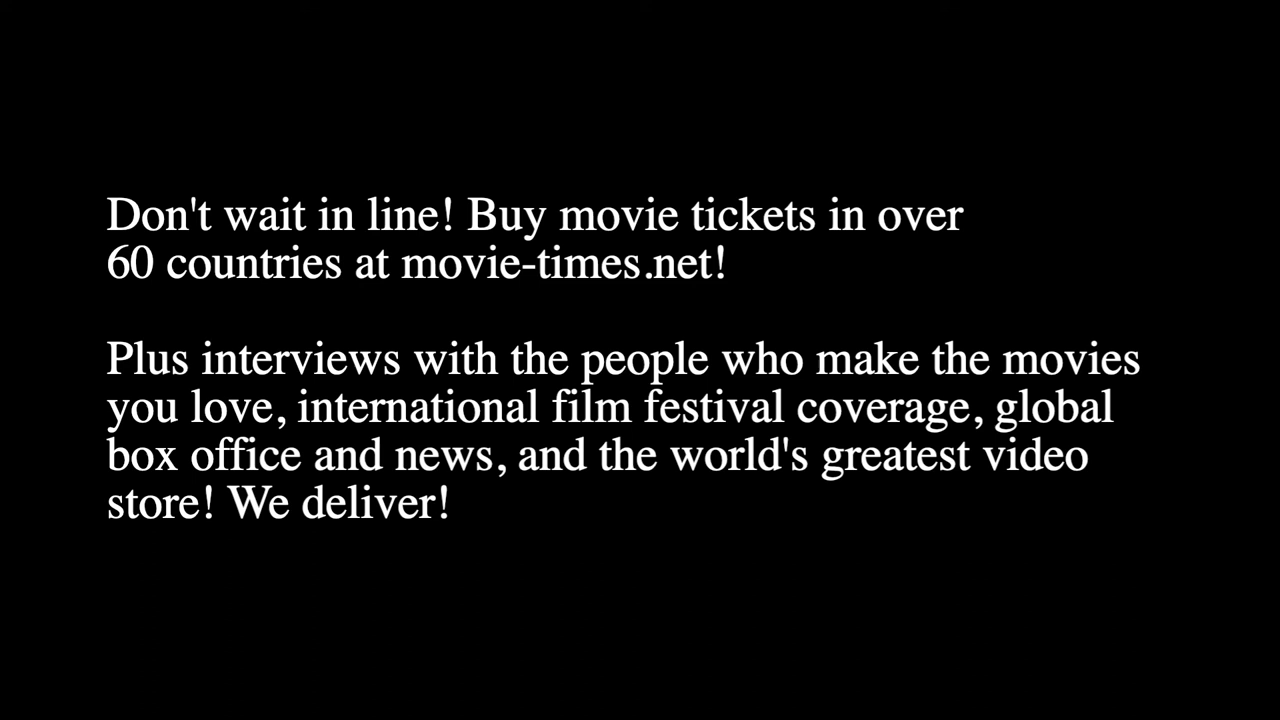 Don't wait in line! Buy movie tickets in over
60 countries at movie-times.net!
Plus interviews with the people who make the movies
you love, international film festival coverage, global
box office and news, and the world's greatest video
store! We deliver!